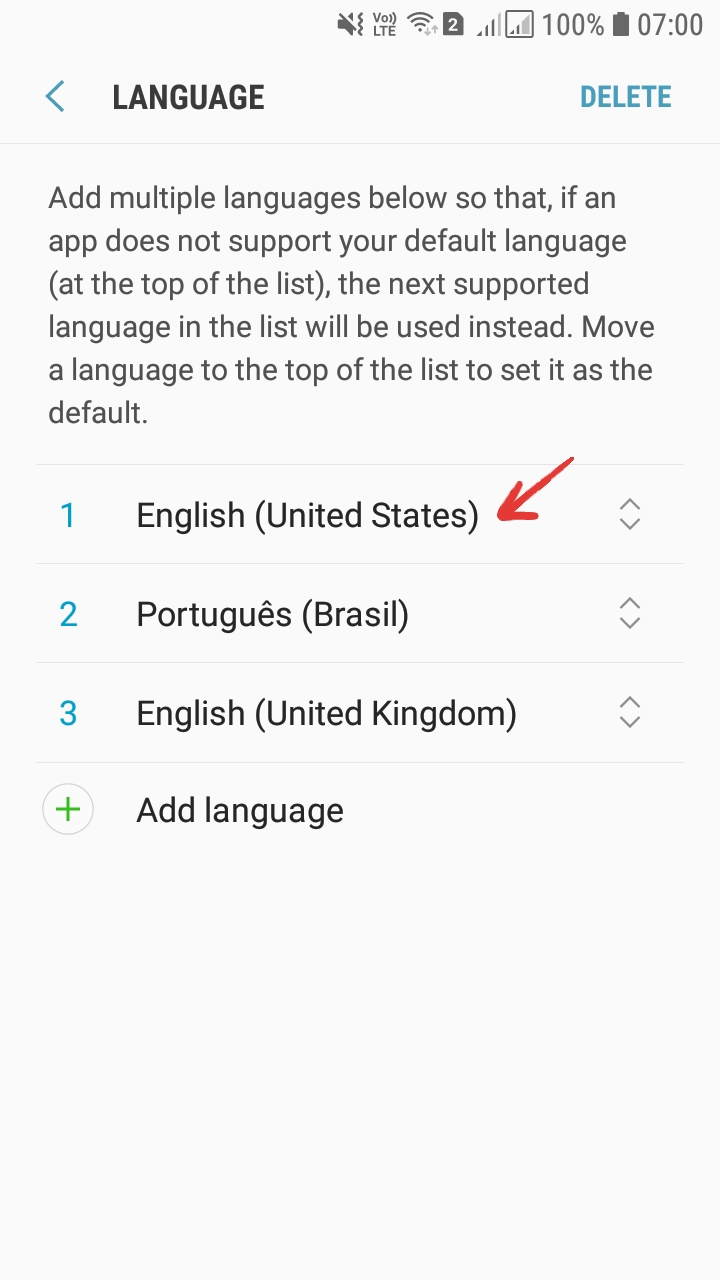 Vo)) LTE 2 100% 07:00
LANGUAGE DELETE
Add multiple languages below so that, if an
app does not support your default language
(at the top of the list), the next supported
language in the list will be used instead. Move
a language to the top of the list to set it as the
default.
1 English (United States)
2 Português (Brasil)
3 English (United Kingdom)
Add language